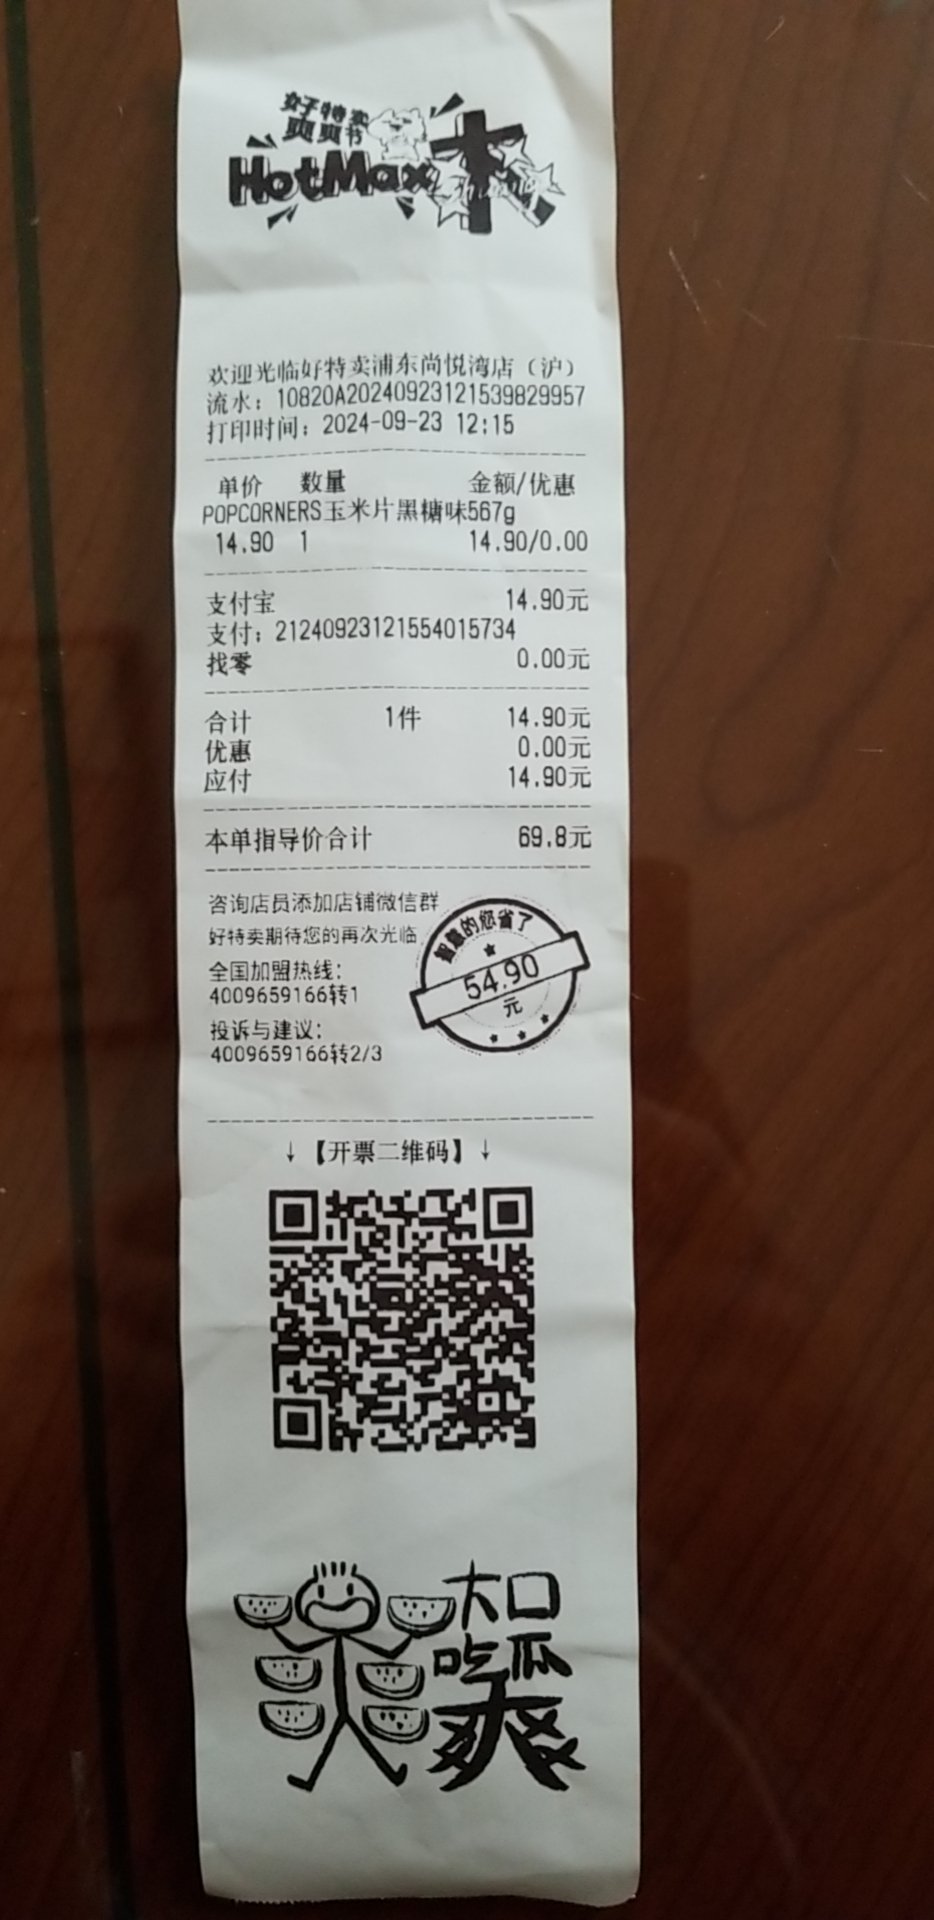 好特卖
爽爽节
HotMax
欢迎光临好特卖浦东尚悦湾店（沪）
流水：10820A20240923121539829957
打印时间：2024-09-23 12:15
单价 数量 金额/优惠
POPCORNERS玉米片黑糖味567g
14.90 1 14.90/0.00
支付宝 14.90元
支付：21240923121554015734
找零 0.00元
合计 1件 14.90元
优惠 0.00元
应付 14.90元
本单指导价合计 69.8元
咨询店员添加店铺微信群
好特卖期待您的再次光临
全国加盟热线：
4009659166转1
投诉与建议：
4009659166转2/3
智慧的您省了
54.90
元
↓【开票二维码】↓
大口
吃瓜
爽